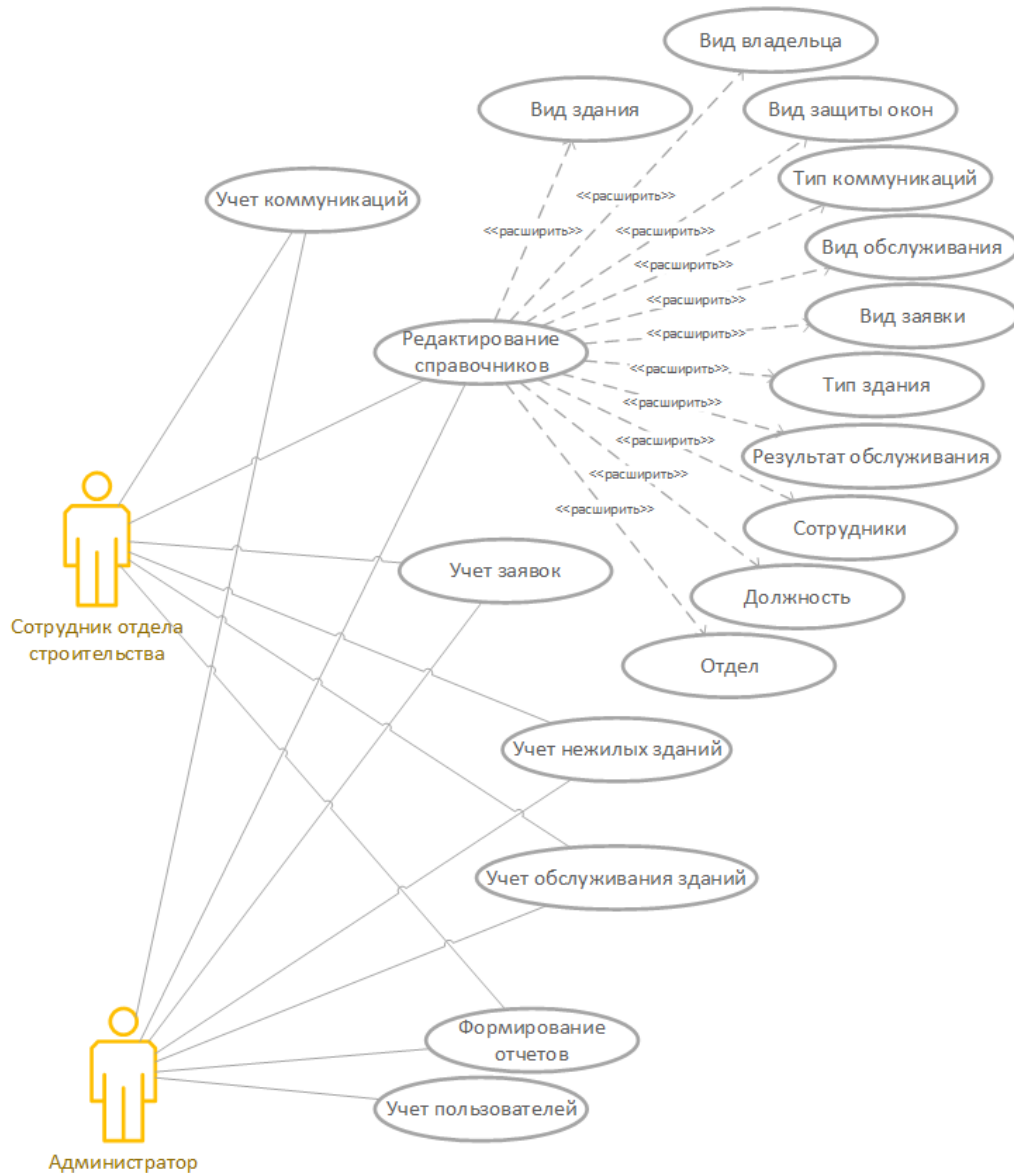 Вид владельца
Вид здания
Вид защиты окон
Тип коммуникаций
Учет коммуникаций
<<расширить>>
<<расширить>>
<<расширить>>
Вид обслуживания
<<расширить>>
<<расширить>>
Вид заявки
<<расширить>>
Редактирование
справочников
<<расширить>>
Тип здания
<<расширить>>
<<расширить>>
Результат обслуживания
<<расширить>>
<<расширить>>
Сотрудники
Учет заявок
Должность
Сотрудник отдела
строительства
Отдел
Учет нежилых зданий
Учет обслуживания зданий
Формирование
отчетов
Учет пользователей
Администратор